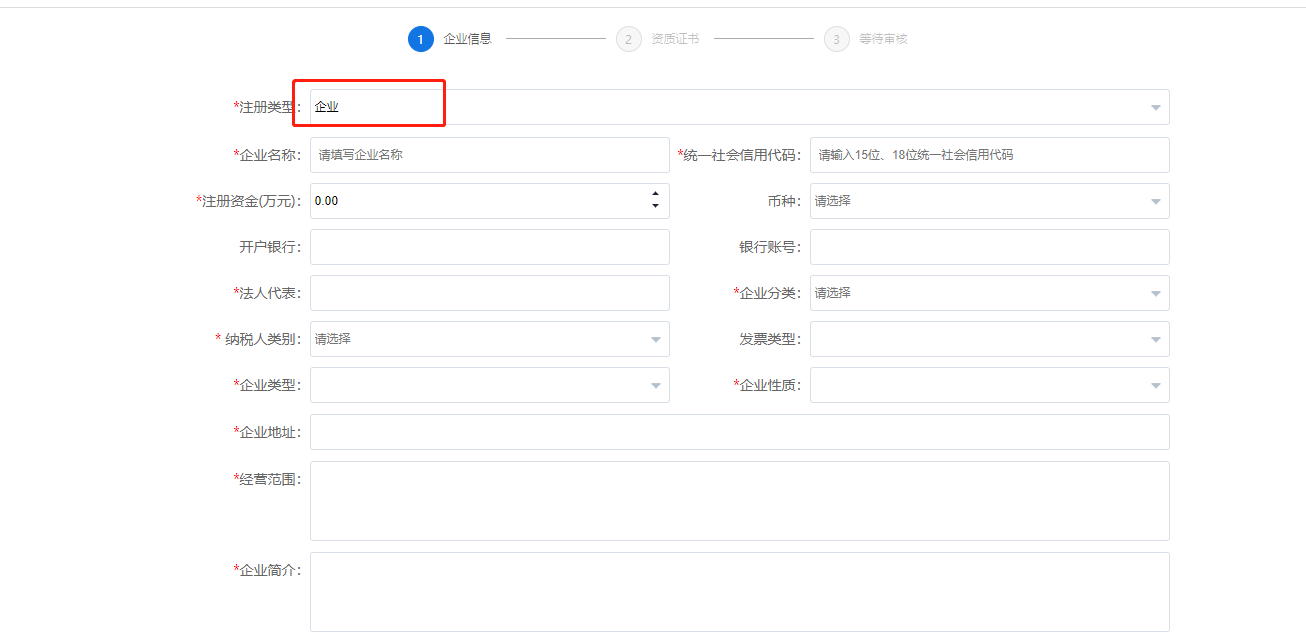 1 企业信息 2 资质证书 3 等待审核
*注册类型: 企业
*企业名称: 请填写企业名称 *统一社会信用代码: 请输入15位、18位统一社会信用代码
*注册资金(万元): 0.00 币种: 请选择
开户银行: 银行账号:
*法人代表: *企业分类: 请选择
* 纳税人类别: 请选择 发票类型:
*企业类型: *企业性质:
*企业地址:
*经营范围:
*企业简介: